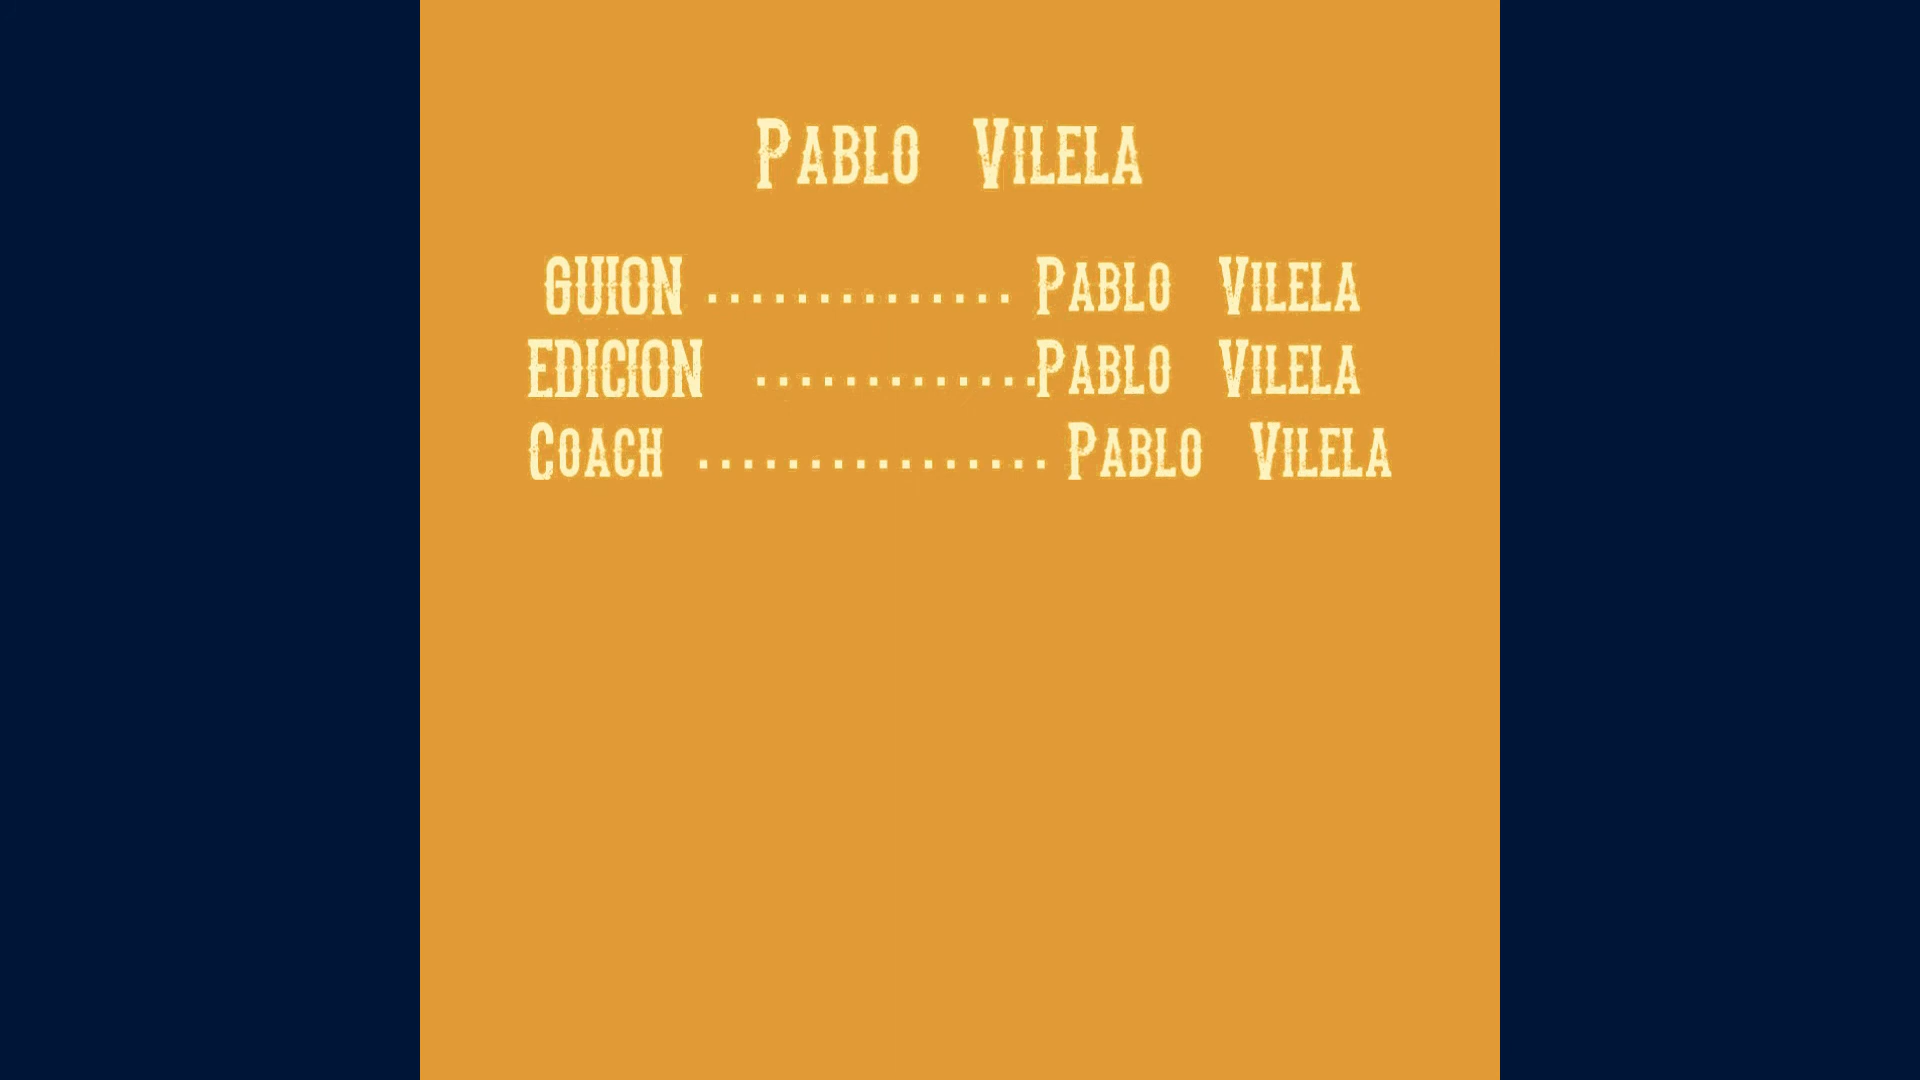 Pablo Vilela
GUION .............. Pablo Vilela
EDICION .............Pablo Vilela
Coach ................ Pablo Vilela